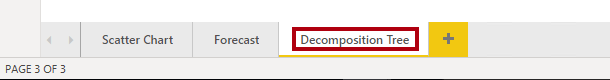 Scatter Chart Forecast Decomposition Tree +
PAGE 3 OF 3